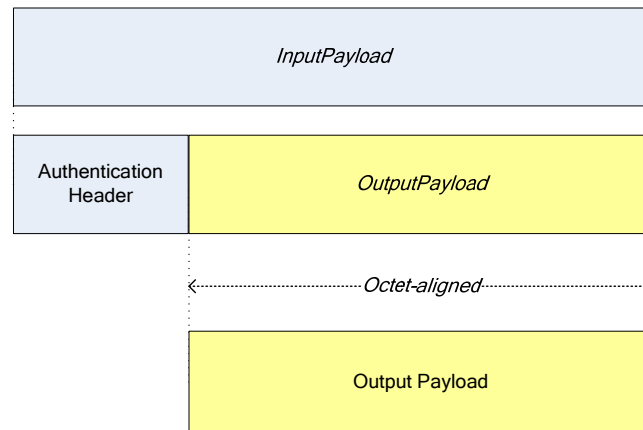 InputPayload
Authentication
Header
OutputPayload
Octet-aligned
Output Payload